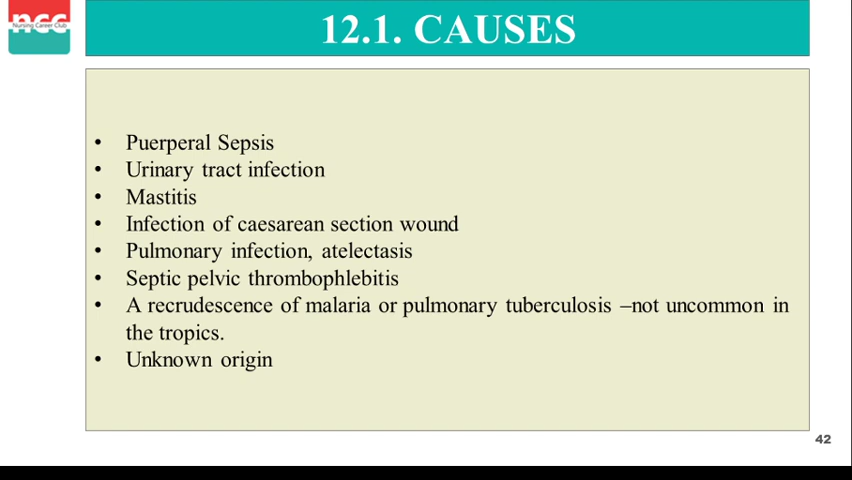 ncc
Nursing Career Club
12.1. CAUSES
• Puerperal Sepsis
• Urinary tract infection
• Mastitis
• Infection of caesarean section wound
• Pulmonary infection, atelectasis
• Septic pelvic thrombophlebitis
• A recrudescence of malaria or pulmonary tuberculosis –not uncommon in
the tropics.
• Unknown origin
42